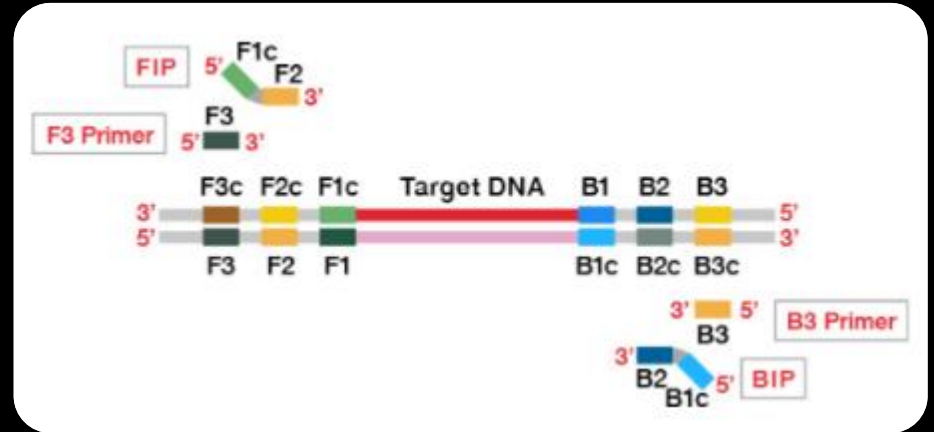 FIP 5' F1c
F2 3'
F3
F3 Primer 5' 3'
F3c F2c F1c Target DNA B1 B2 B3
3' 5'
5' 3'
F3 F2 F1 B1c B2c B3c
3' 5' B3 Primer
B3
3' B2 B1c 5' BIP